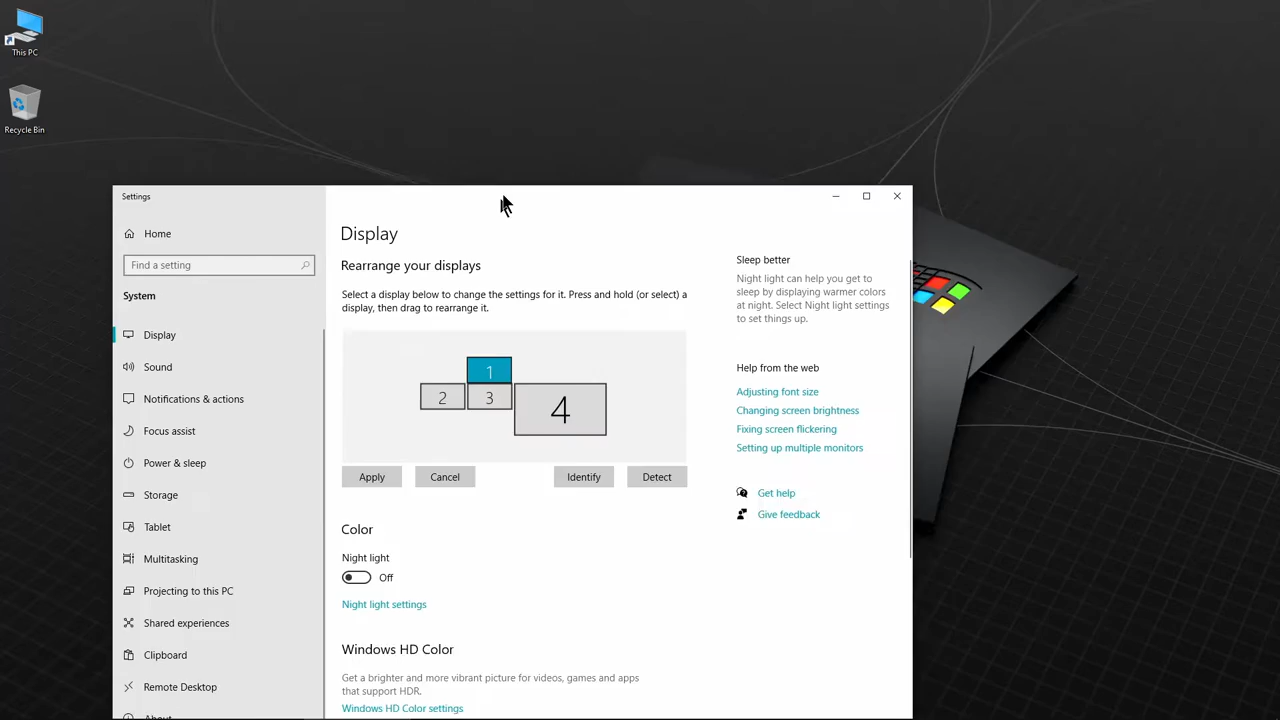 This PC
Recycle Bin
Settings
Home
Find a setting
System
Display
Sound
Notifications & actions
Focus assist
Power & sleep
Storage
Tablet
Multitasking
Projecting to this PC
Shared experiences
Clipboard
Remote Desktop
About
Display
Rearrange your displays
Select a display below to change the settings for it. Press and hold (or select) a
display, then drag to rearrange it.
1
2
3
4
Apply
Cancel
Identify
Detect
Color
Night light
Off
Night light settings
Windows HD Color
Get a brighter and more vibrant picture for videos, games and apps
that support HDR.
Windows HD Color settings
Sleep better
Night light can help you get to
sleep by displaying warmer colors
at night. Select Night light settings
to set things up.
Help from the web
Adjusting font size
Changing screen brightness
Fixing screen flickering
Setting up multiple monitors
Get help
Give feedback